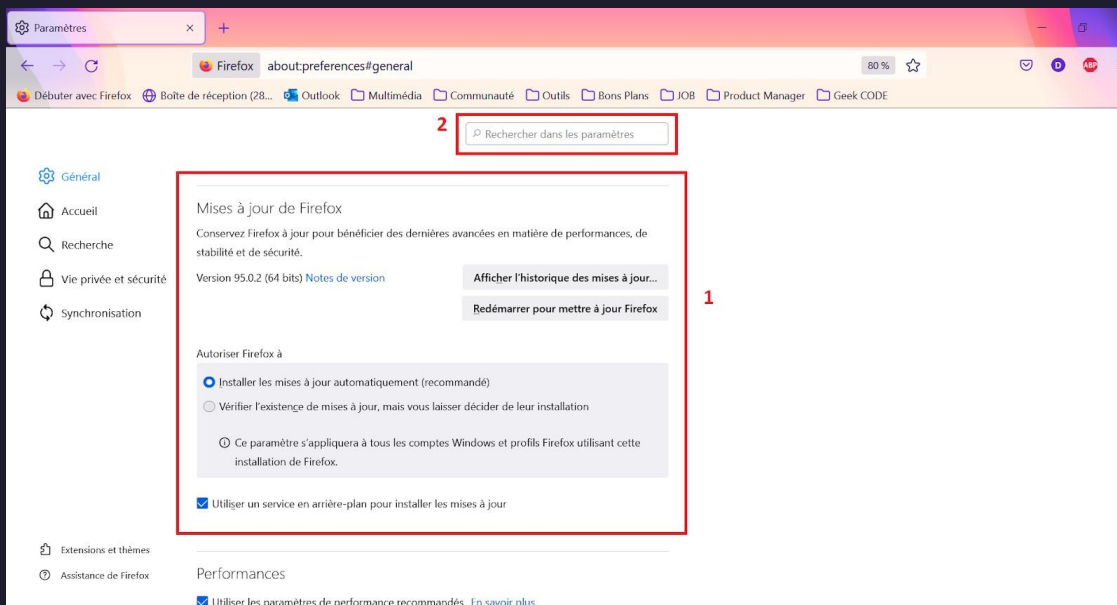 Paramètres
Firefox about:preferences#general 80 %
Débuter avec Firefox Boîte de réception (28... Outlook Multimédia Communauté Outils Bons Plans JOB Product Manager Geek CODE
D
ABP
2
Rechercher dans les paramètres
Général
Accueil
Recherche
Vie privée et sécurité
Synchronisation
Extensions et thèmes
Assistance de Firefox
Mises à jour de Firefox
Conservez Firefox à jour pour bénéficier des dernières avancées en matière de performances, de
stabilité et de sécurité.
Version 95.0.2 (64 bits) Notes de version
Afficher l'historique des mises à jour...
Redémarrer pour mettre à jour Firefox
1
Autoriser Firefox à
Installer les mises à jour automatiquement (recommandé)
Vérifier l'existence de mises à jour, mais vous laisser décider de leur installation
Ce paramètre s'appliquera à tous les comptes Windows et profils Firefox utilisant cette
installation de Firefox.
Utiliser un service en arrière-plan pour installer les mises à jour
Performances
Utiliser les paramètres de performance recommandés En savoir plus